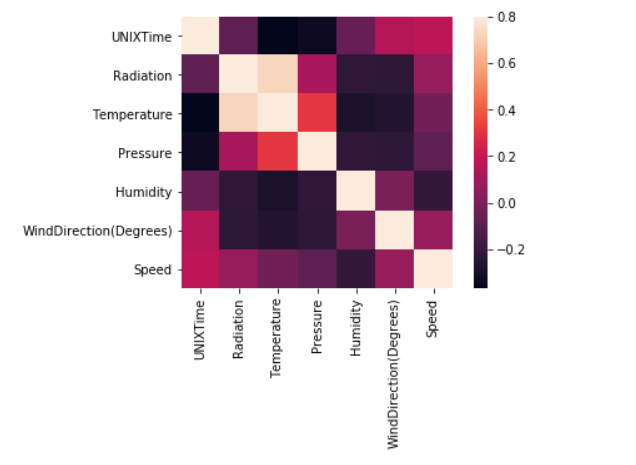 UNIXTime
Radiation
Temperature
Pressure
Humidity
WindDirection(Degrees)
Speed
UNIXTime
Radiation
Temperature
Pressure
Humidity
WindDirection(Degrees)
Speed
0.8
0.6
0.4
0.2
0.0
−0.2